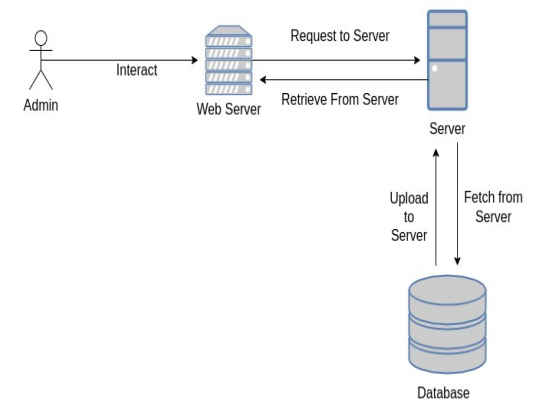 Request to Server
Interact
Admin
Web Server
Retrieve From Server
Server
Upload
to
Server
Fetch from
Server
Database